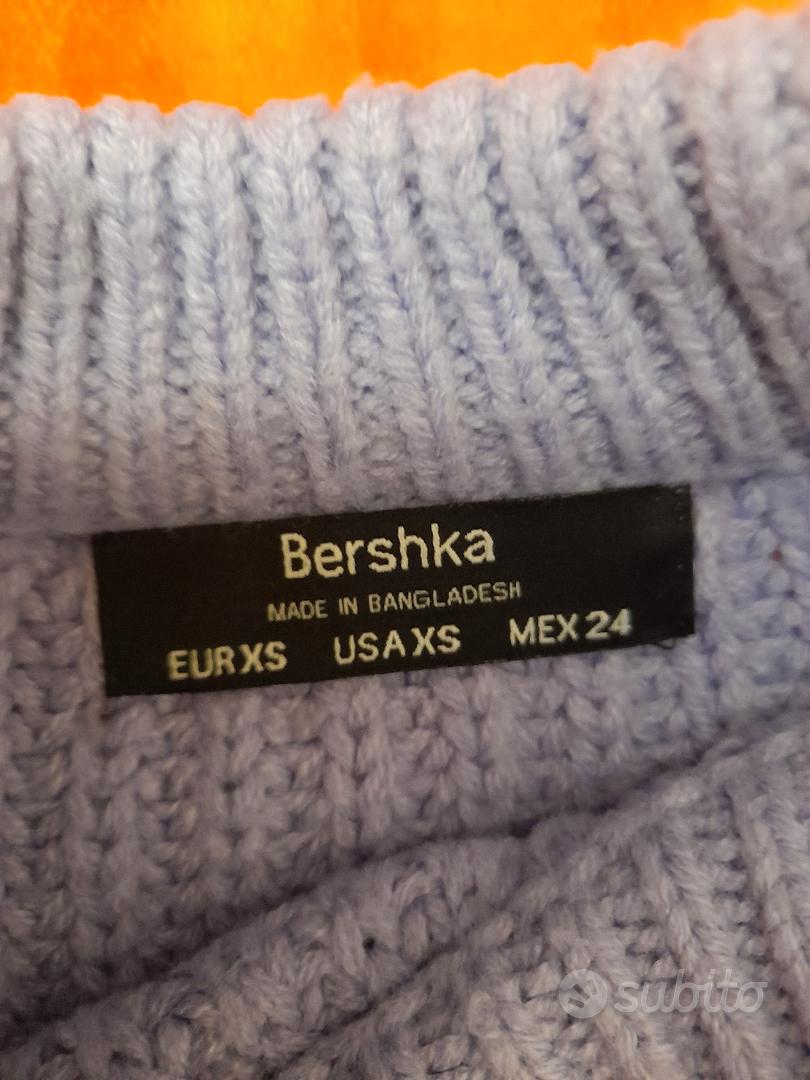 Bershka
MADE IN BANGLADESH
EUR XS USA XS MEX 24
subito